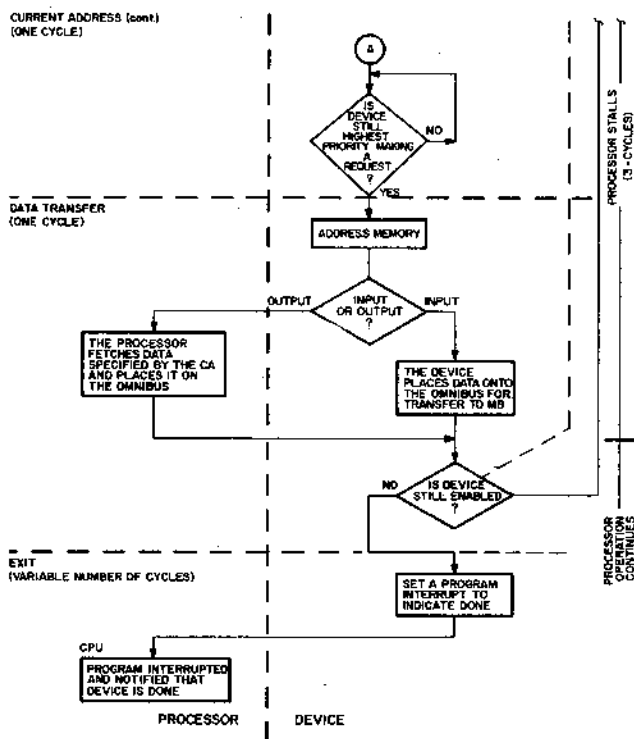 CURRENT ADDRESS (cont.)
(ONE CYCLE)
A
IS
DEVICE
STILL
HIGHEST
PRIORITY MAKING
A
REQUEST
?
NO
YES
PROCESSOR STALLS
(3-CYCLES)
DATA TRANSFER
(ONE CYCLE)
ADDRESS MEMORY
OUTPUT
INPUT
OR OUTPUT
?
INPUT
THE PROCESSOR
FETCHES DATA
SPECIFIED BY THE CA
AND PLACES IT ON
THE OMNIBUS
THE DEVICE
PLACES DATA ONTO
THE OMNIBUS FOR
TRANSFER TO MB
NO
IS DEVICE
STILL ENABLED
?
PROCESSOR
OPERATION
CONTINUES
EXIT
(VARIABLE NUMBER OF CYCLES)
SET A PROGRAM
INTERRUPT TO
INDICATE DONE
CPU
PROGRAM INTERRUPTED
AND NOTIFIED THAT
DEVICE IS DONE
PROCESSOR
DEVICE